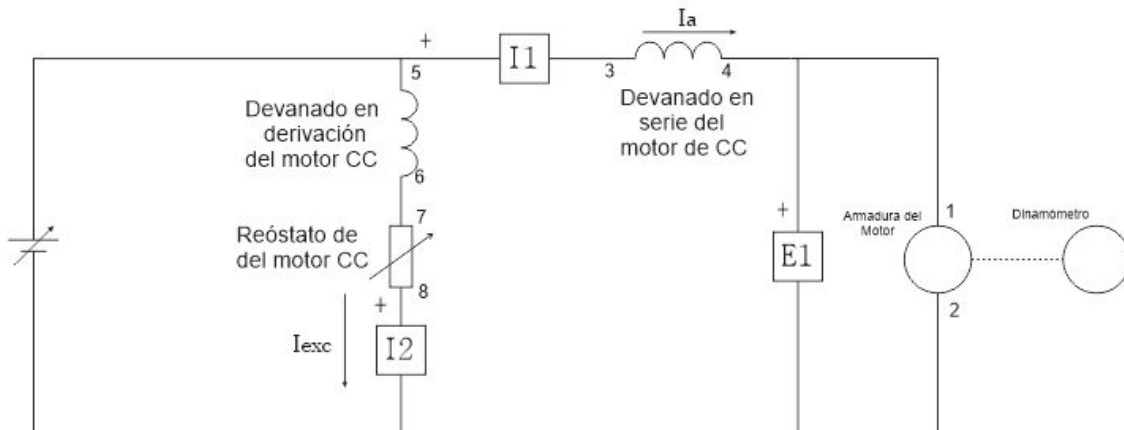 Ia
+
I1
5
3
4
Devanado en
derivación
del motor CC
Devanado en
serie del
motor de CC
6
7
Reóstato de
del motor CC
8
+
I2
Iexc
+
E1
Armadura del
Motor
1
2
Dinamómetro